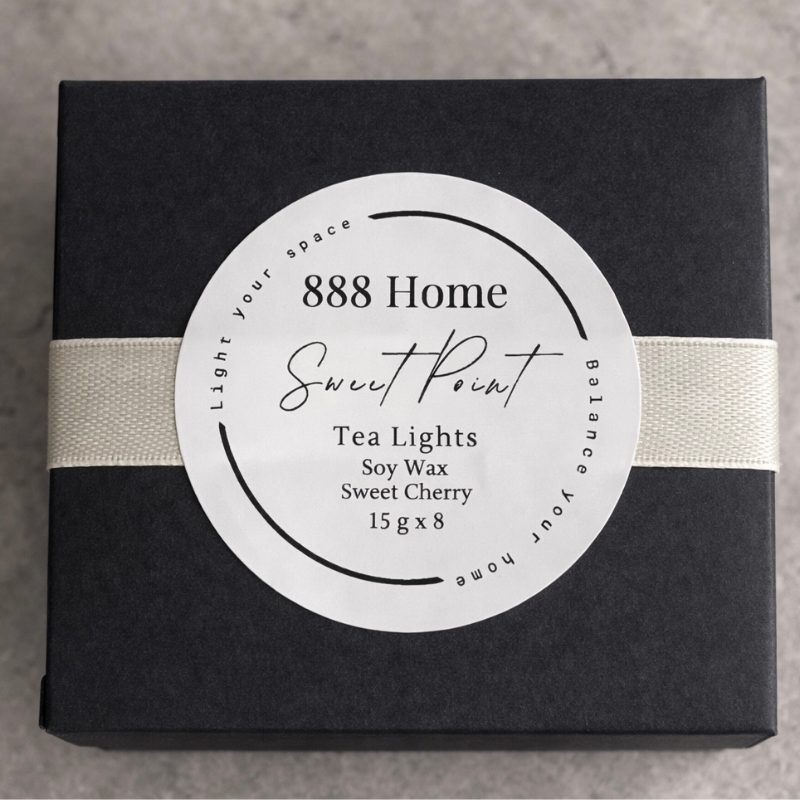 Light your space
888 Home
Sweet Point
Tea Lights
Soy Wax
Sweet Cherry
15 g x 8
Balance your home